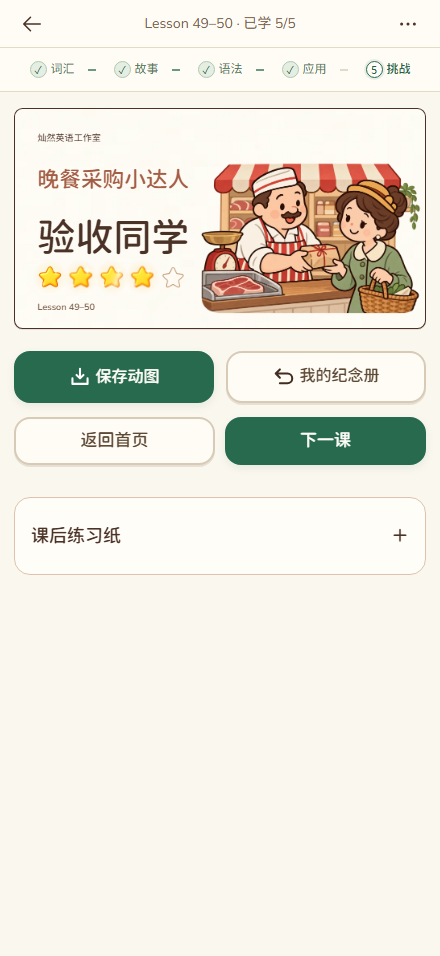 Lesson 49–50 · 已学 5/5
词汇
故事
语法
应用
5 挑战
灿然英语工作室
晚餐采购小达人
验收同学
Lesson 49–50
保存动图
我的纪念册
返回首页
下一课
课后练习纸